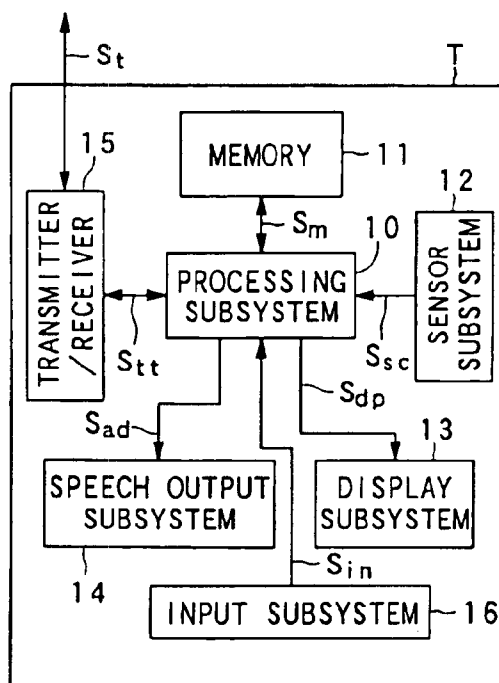 St
T
15
MEMORY
11
12
TRANSMITTER
/RECEIVER
Sm
10
PROCESSING
SUBSYSTEM
SENSOR
SUBSYSTEM
Stt
Ssc
Sad
Sdp
13
SPEECH OUTPUT
SUBSYSTEM
DISPLAY
SUBSYSTEM
14
Sin
INPUT SUBSYSTEM
16